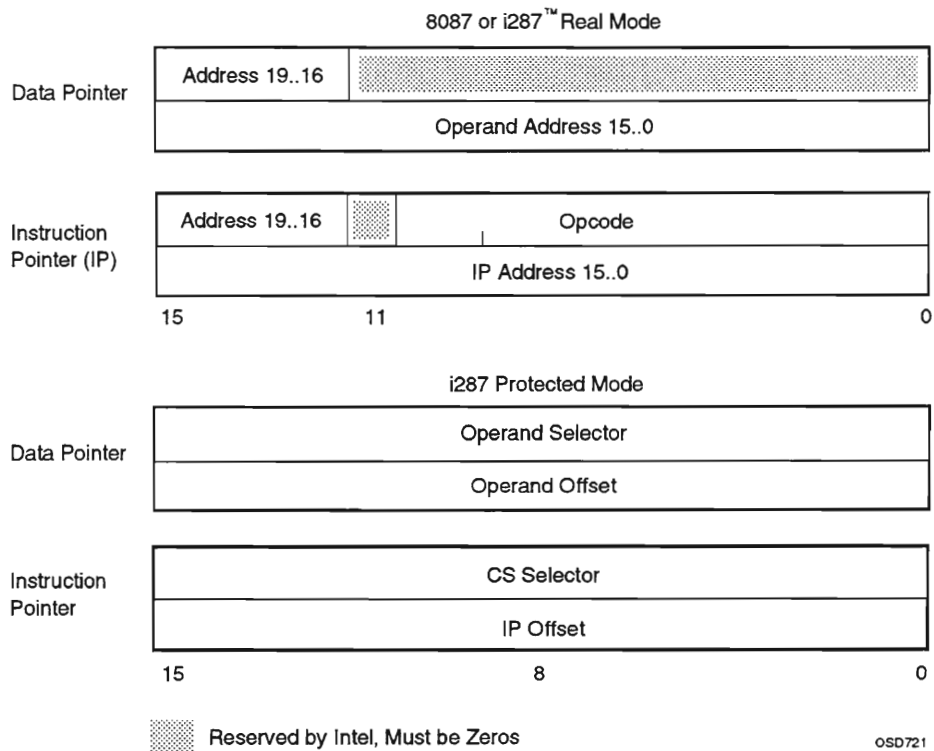 8087 or i287™ Real Mode
Data Pointer
Address 19..16
Operand Address 15..0
Instruction
Pointer (IP)
Address 19..16
Opcode
IP Address 15..0
15 11 0
i287 Protected Mode
Data Pointer
Operand Selector
Operand Offset
Instruction
Pointer
CS Selector
IP Offset
15 8 0
Reserved by Intel, Must be Zeros
OSD721